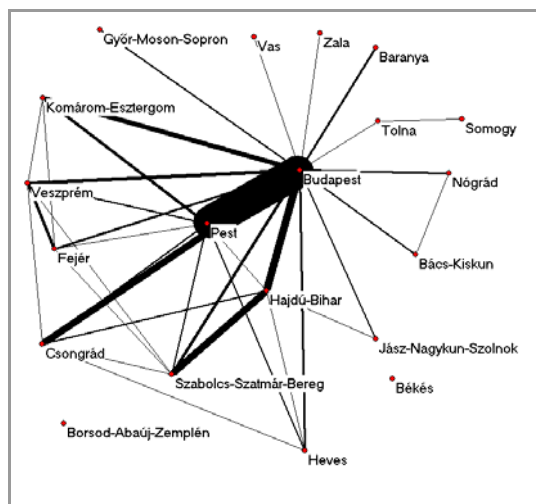 Győr-Moson-Sopron
Vas
Zala
Baranya
Komárom-Esztergom
Tolna
Somogy
Budapest
Nógrád
Veszprém
Pest
Fejér
Bács-Kiskun
Hajdú-Bihar
Csongrád
Jász-Nagykun-Szolnok
Szabolcs-Szatmár-Bereg
Békés
Borsod-Abaúj-Zemplén
Heves